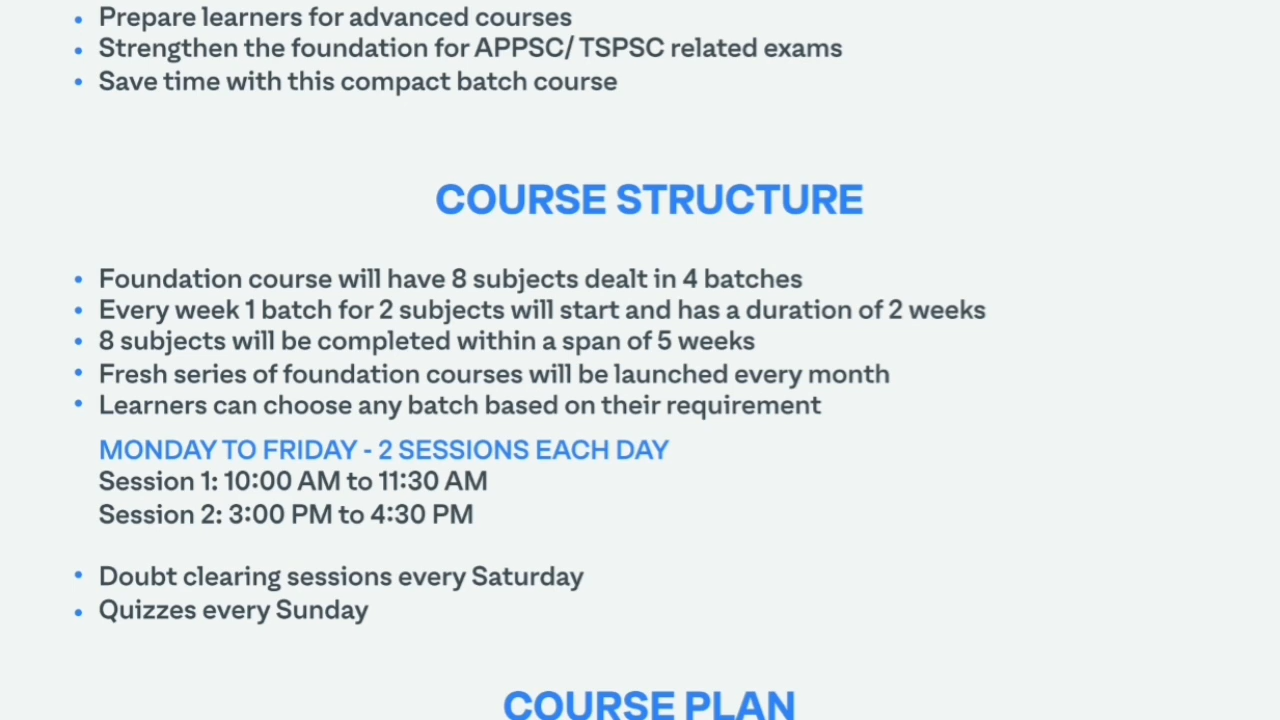 • Prepare learners for advanced courses
• Strengthen the foundation for APPSC/ TSPSC related exams
• Save time with this compact batch course
COURSE STRUCTURE
• Foundation course will have 8 subjects dealt in 4 batches
• Every week 1 batch for 2 subjects will start and has a duration of 2 weeks
• 8 subjects will be completed within a span of 5 weeks
• Fresh series of foundation courses will be launched every month
• Learners can choose any batch based on their requirement
MONDAY TO FRIDAY - 2 SESSIONS EACH DAY
Session 1: 10:00 AM to 11:30 AM
Session 2: 3:00 PM to 4:30 PM
• Doubt clearing sessions every Saturday
• Quizzes every Sunday
COURSE PLAN